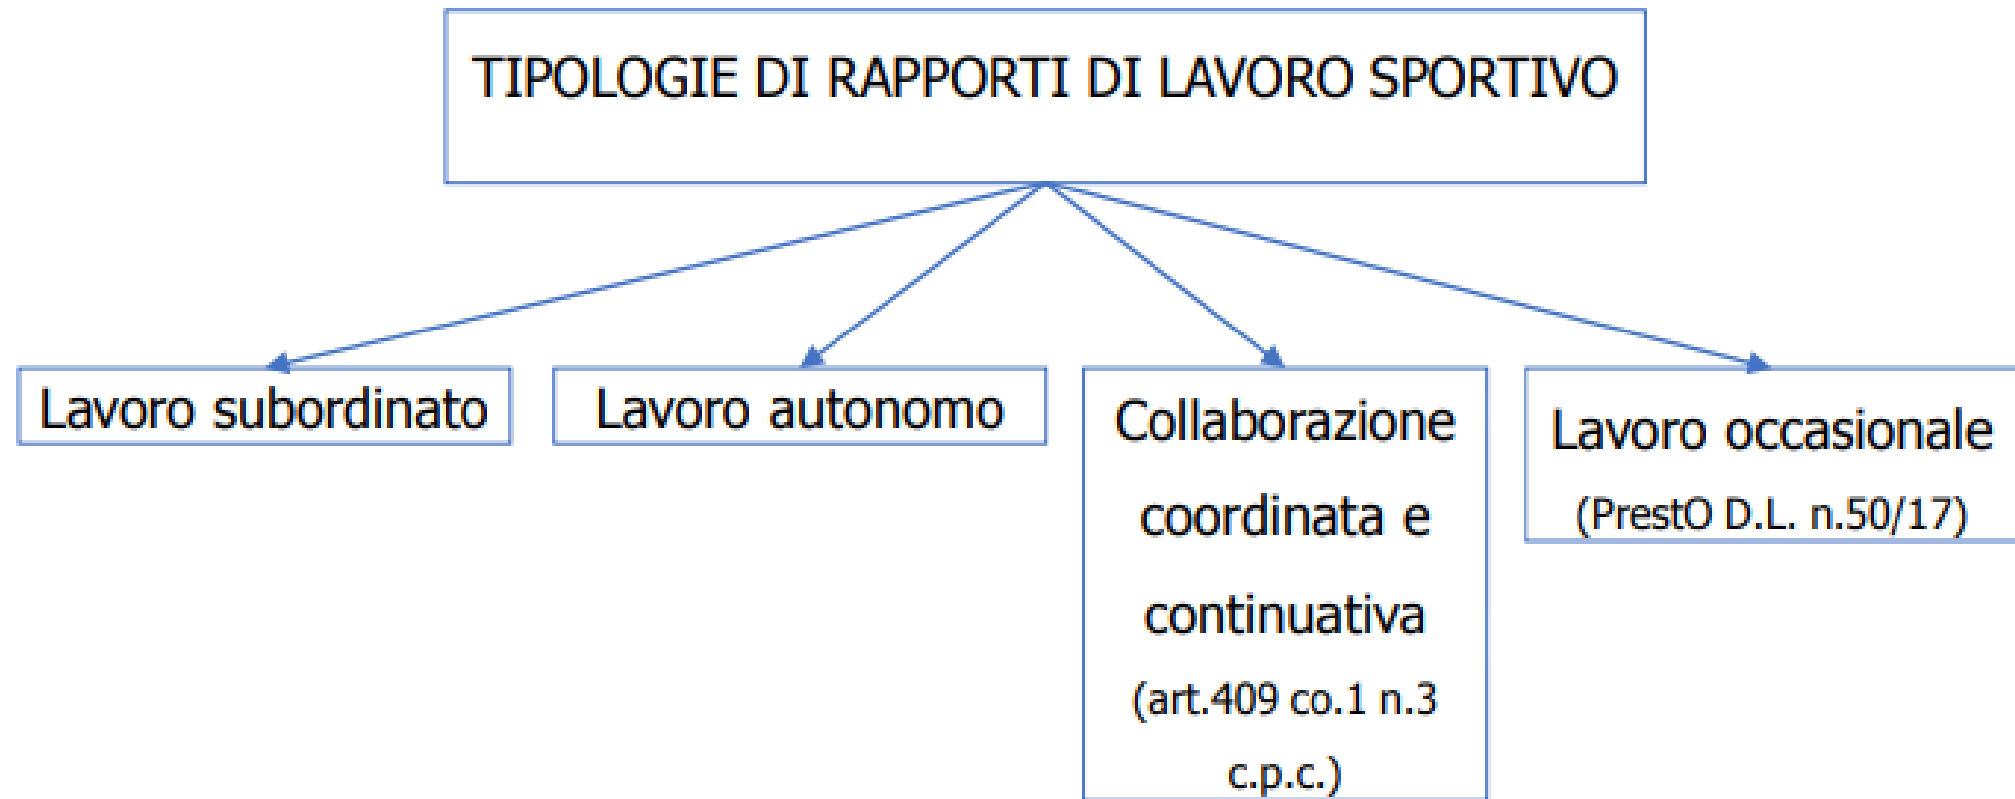 TIPOLOGIE DI RAPPORTI DI LAVORO SPORTIVO
Lavoro subordinato
Lavoro autonomo
Collaborazione
coordinata e
continuativa
(art.409 co.1 n.3
c.p.c.)
Lavoro occasionale
(PrestO D.L. n.50/17)